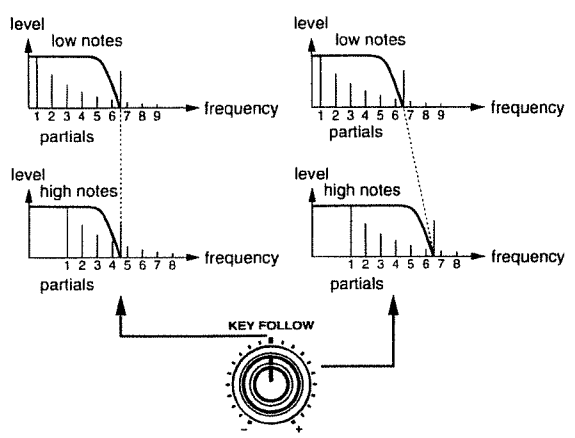 level
low notes
frequency
1 2 3 4 5 6 7 8 9
partials
level
low notes
frequency
1 2 3 4 5 6 7 8 9
partials
level
high notes
frequency
1 2 3 4 5 6 7 8
partials
level
high notes
frequency
1 2 3 4 5 6 7 8
partials
KEY FOLLOW
− +